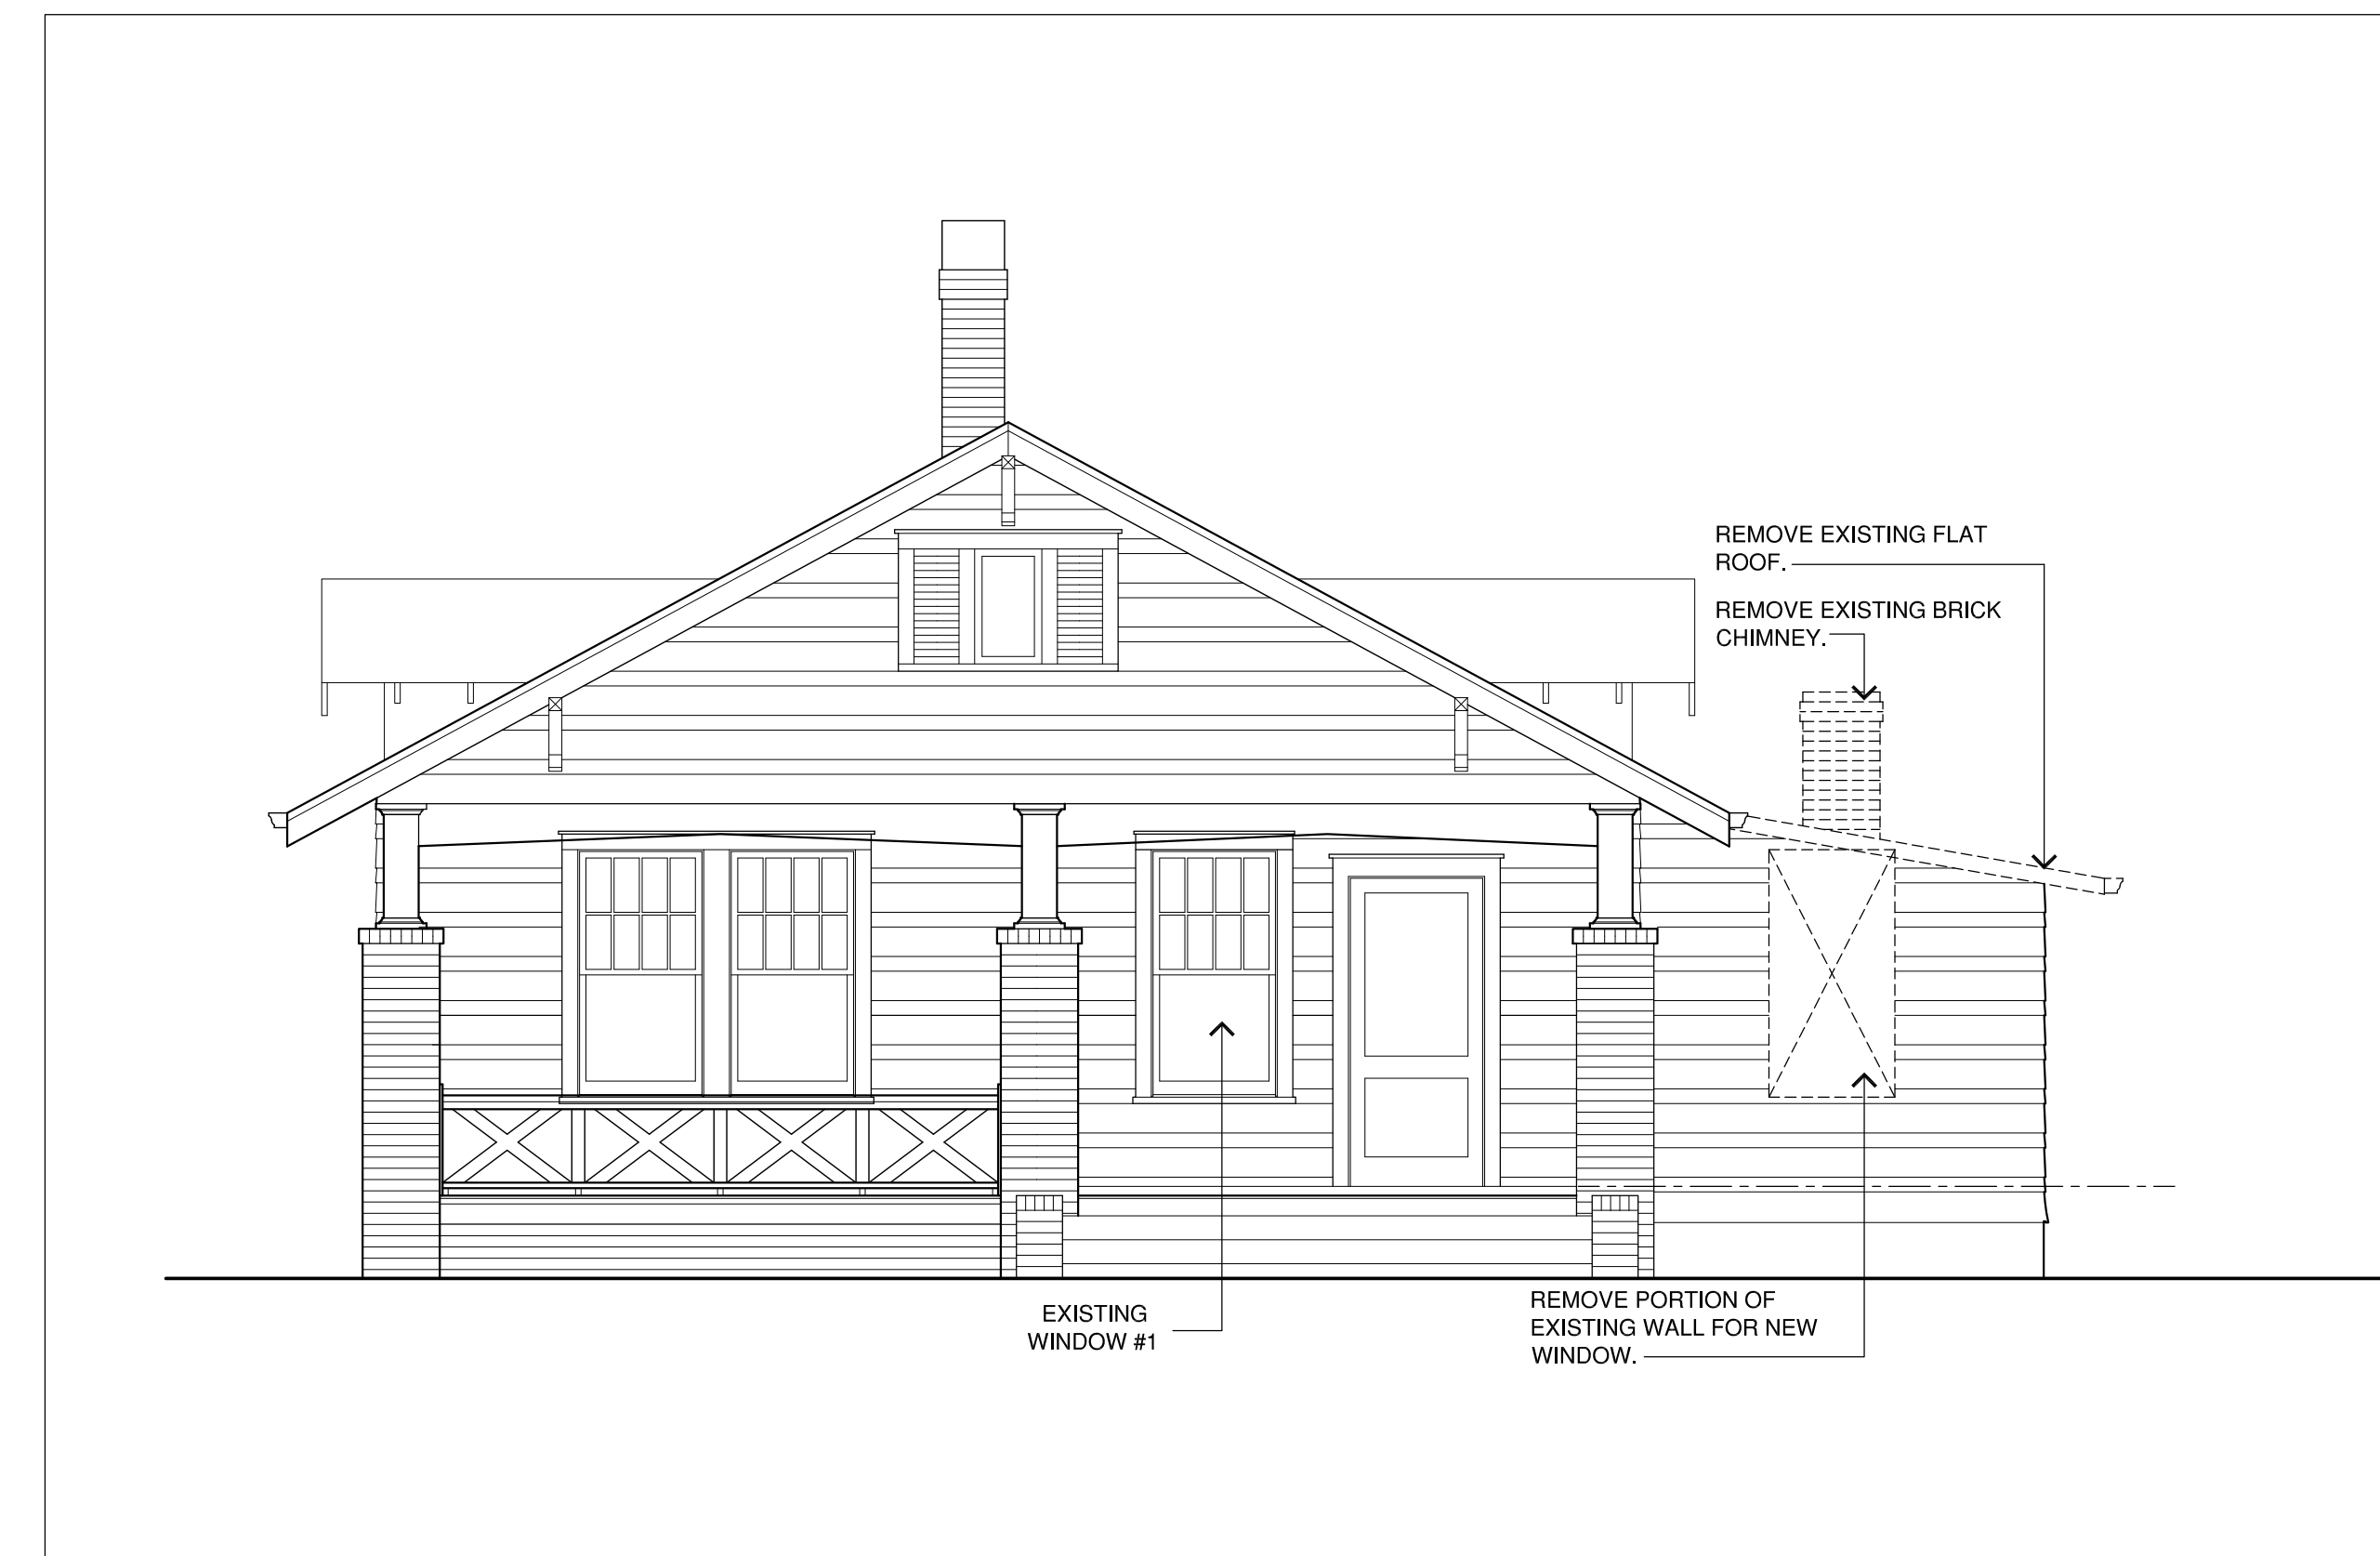 REMOVE EXISTING FLAT
ROOF.
REMOVE EXISTING BRICK
CHIMNEY.
EXISTING
WINDOW #1
REMOVE PORTION OF
EXISTING WALL FOR NEW
WINDOW.